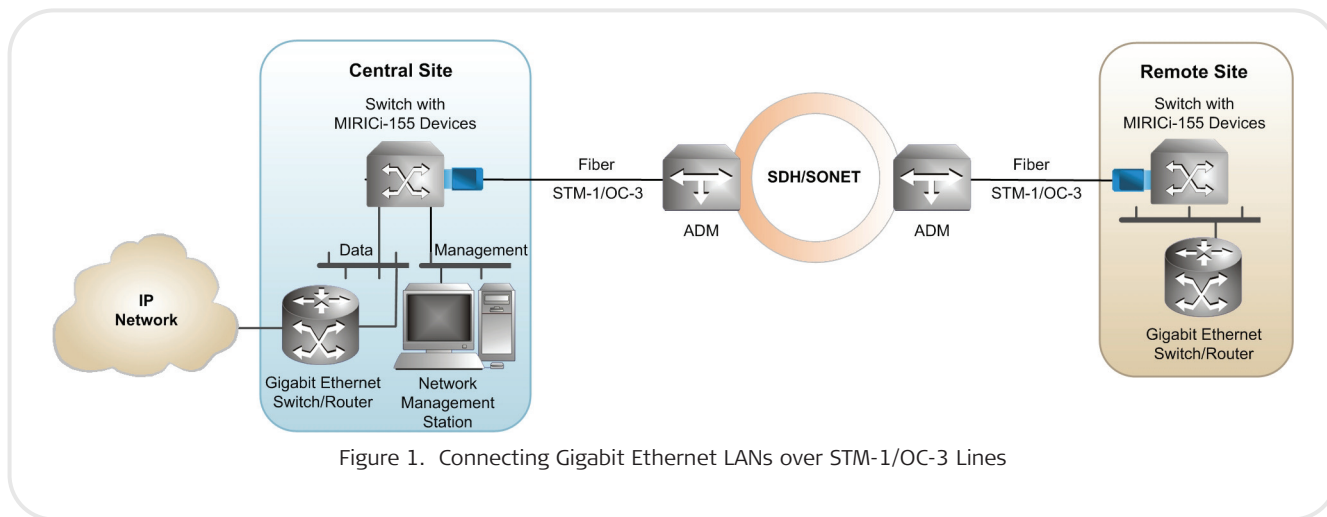 Central Site
Switch with
MIRICi-155 Devices
Data
Management
IP
Network
Gigabit Ethernet
Switch/Router
Network
Management
Station
Fiber
STM-1/OC-3
ADM
SDH/SONET
ADM
Fiber
STM-1/OC-3
Remote Site
Switch with
MIRICi-155 Devices
Gigabit Ethernet
Switch/Router
Figure 1. Connecting Gigabit Ethernet LANs over STM-1/OC-3 Lines